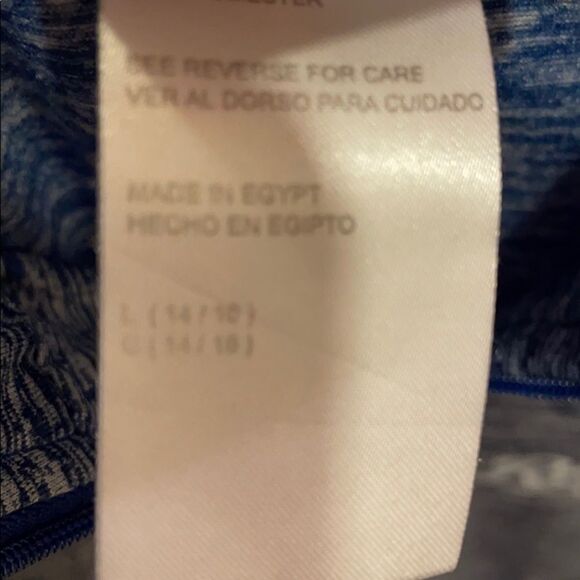 SEE REVERSE FOR CARE
VER AL DORSO PARA CUIDADO
MADE IN EGYPT
HECHO EN EGIPTO
L (14/16)
G (14/16)